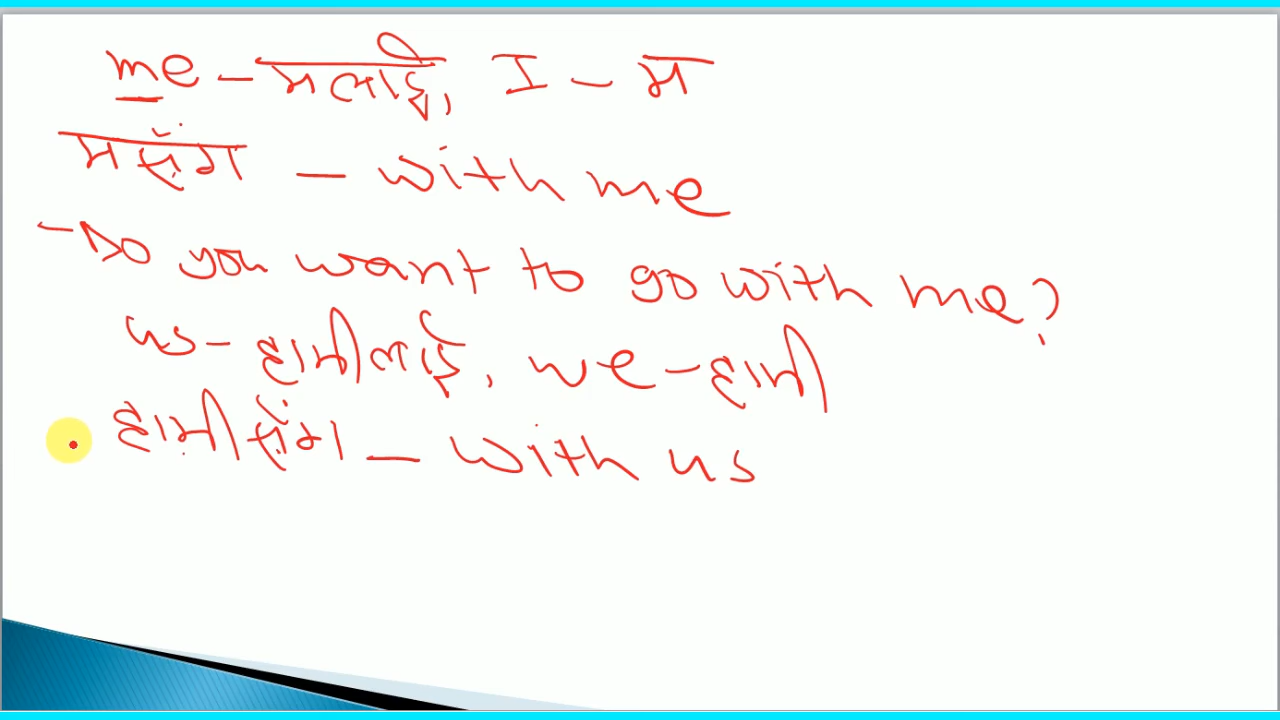 me - मलाई, I - म
मसँग - with me
- Do you want to go with me?
us - हामीलाई, we - हामी
हामीसँग - with us